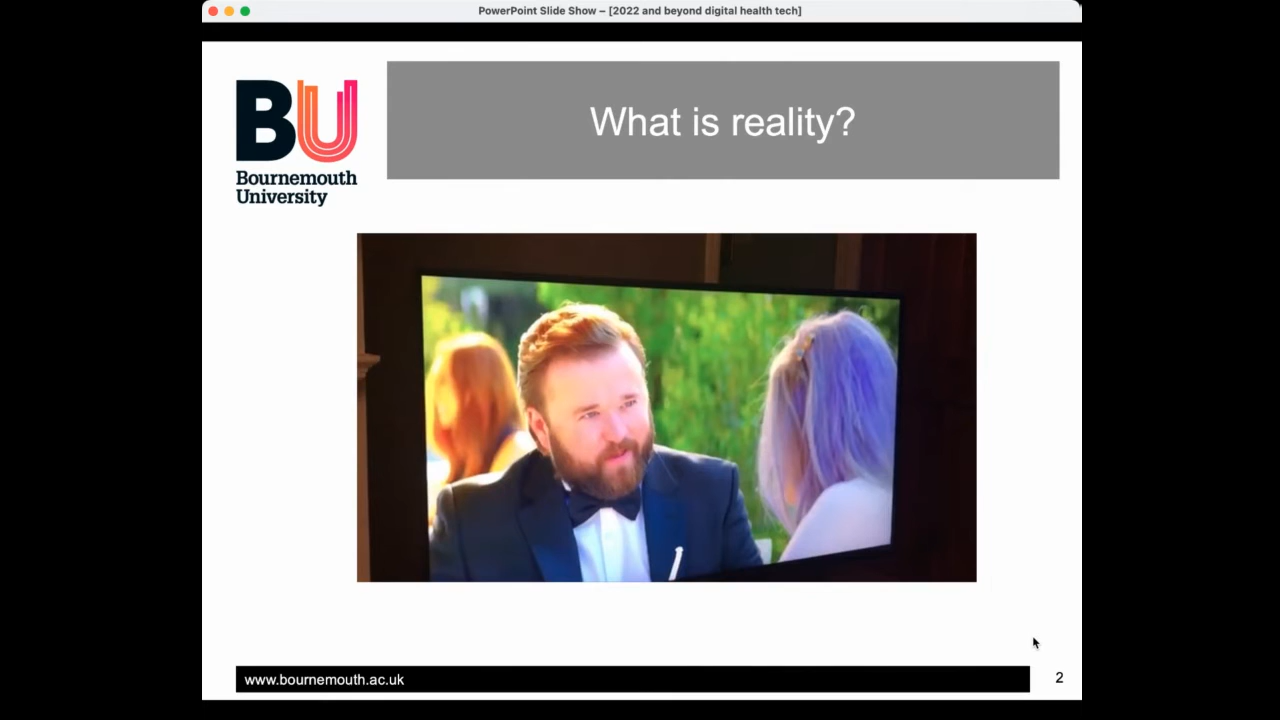 PowerPoint Slide Show – [2022 and beyond digital health tech]
BU
Bournemouth
University
What is reality?
www.bournemouth.ac.uk
2